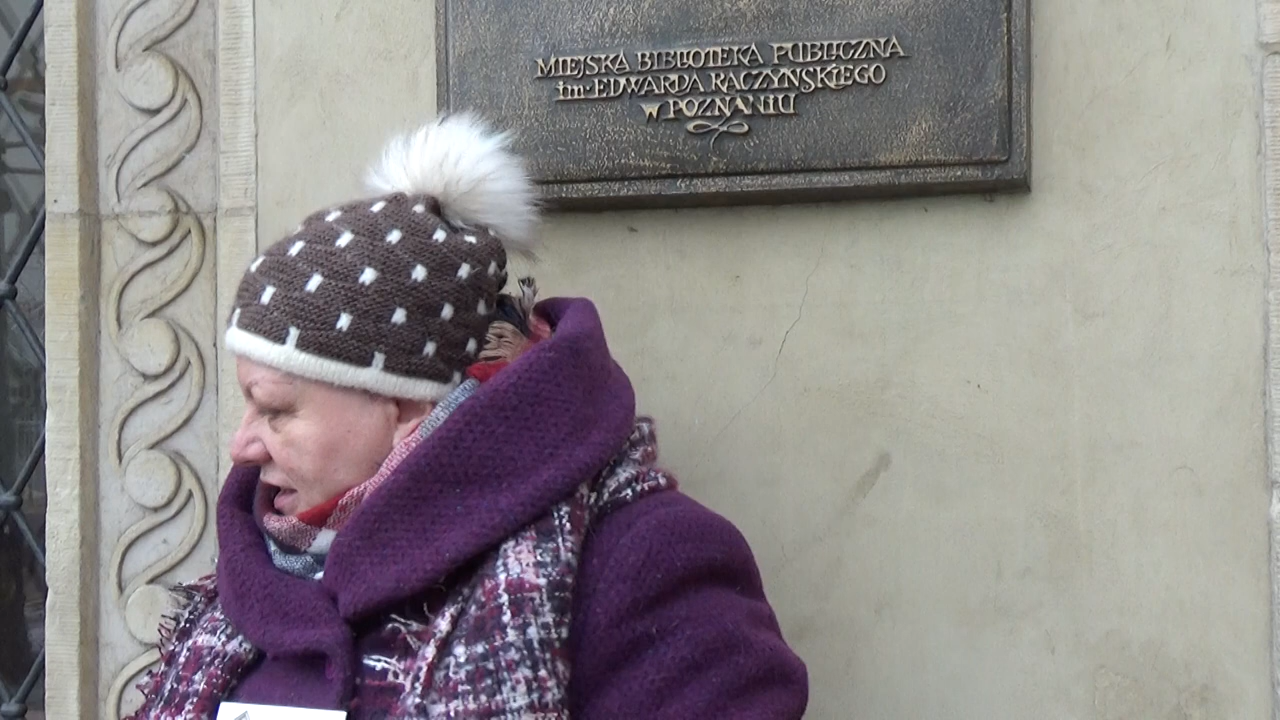 MIEJSKA BIBLIOTEKA PUBLICZNA
im·EDWARDA RACZYŃSKIEGO
w POZNANIU